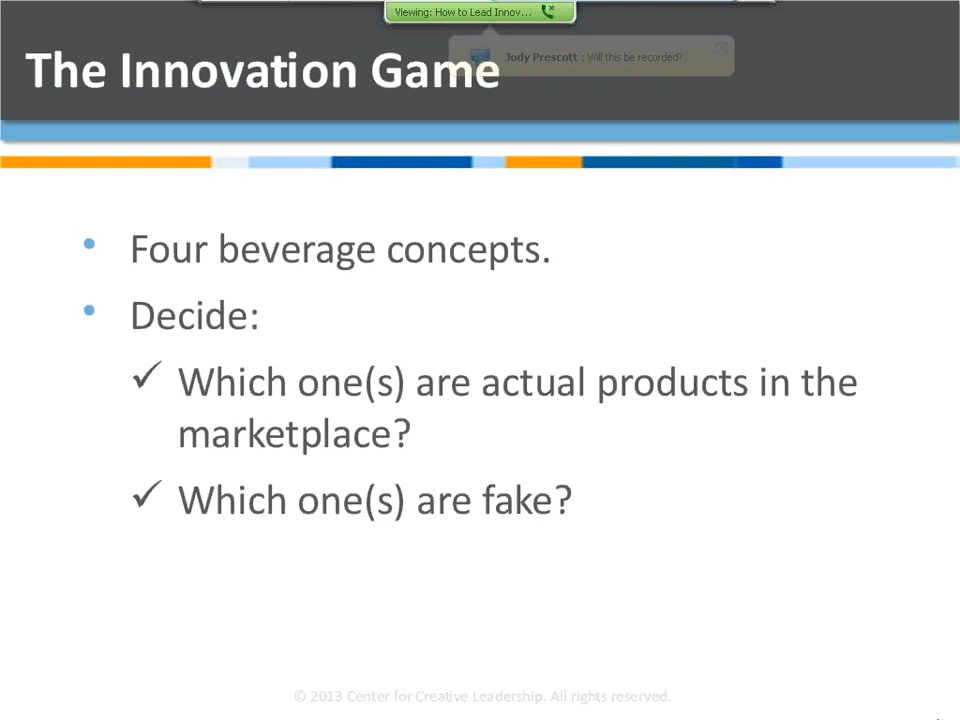 Viewing: How to Lead Innov...
Jody Prescott : Will this be recorded?
The Innovation Game
• Four beverage concepts.
• Decide:
✓ Which one(s) are actual products in the
marketplace?
✓ Which one(s) are fake?
© 2013 Center for Creative Leadership. All rights reserved.